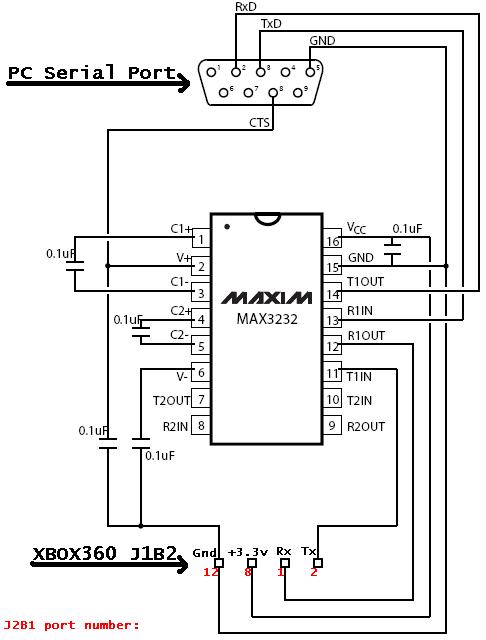 RxD
TxD
GND
PC Serial Port
1 2 3 4 5
6 7 8 9
CTS
C1+ 1 16 VCC 0.1uF
0.1uF V+ 2 15 GND
C1- 3 14 T1OUT
MAXIM
MAX3232
0.1uF C2+ 4 13 R1IN
C2- 5 12 R1OUT
V- 6 11 T1IN
T2OUT 7 10 T2IN
R2IN 8 9 R2OUT
0.1uF
0.1uF
XBOX360 J1B2 Gnd +3.3v Rx Tx
12 8 1 2
J2B1 port number: